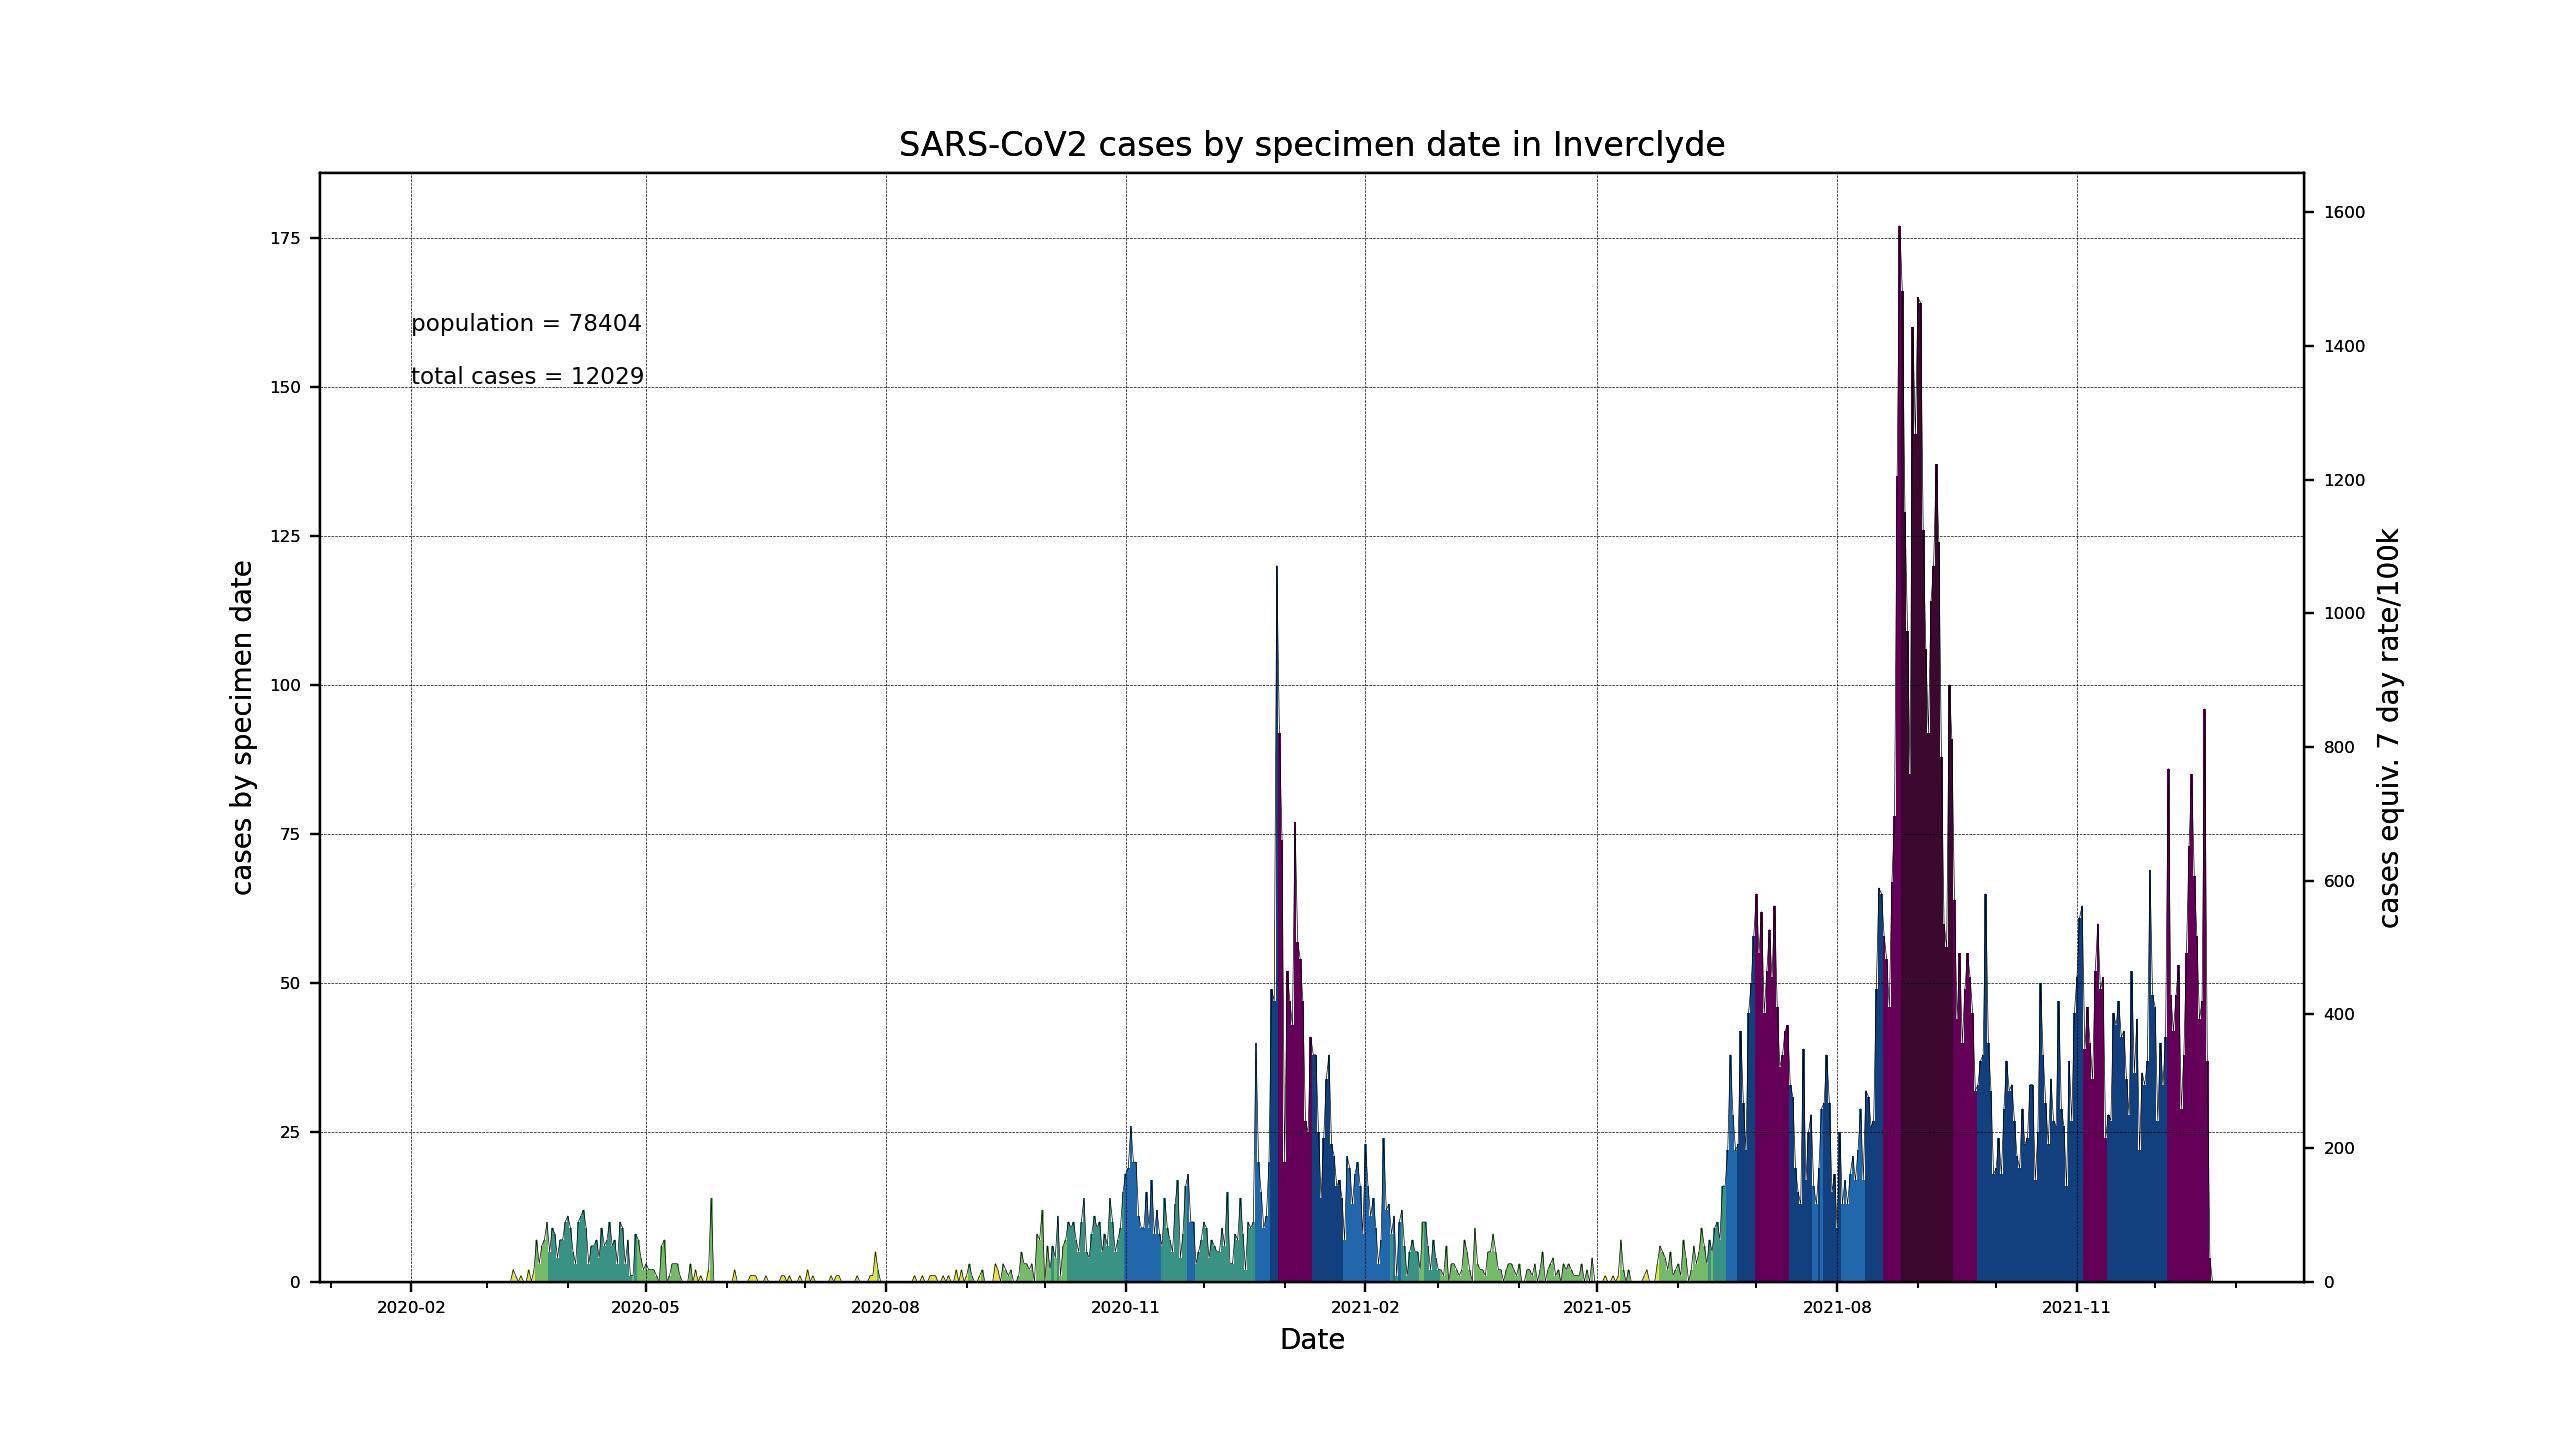 SARS-CoV2 cases by specimen date in Inverclyde
population = 78404
total cases = 12029
cases by specimen date
175
150
125
100
75
50
25
0
1600
1400
1200
1000
800
600
400
200
0
cases equiv. 7 day rate/100k
2020-02 2020-05 2020-08 2020-11 2021-02 2021-05 2021-08 2021-11
Date